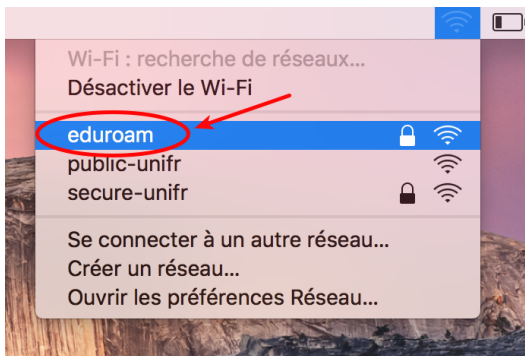 Wi-Fi : recherche de réseaux...
Désactiver le Wi-Fi
eduroam
public-unifr
secure-unifr
Se connecter à un autre réseau...
Créer un réseau...
Ouvrir les préférences Réseau...